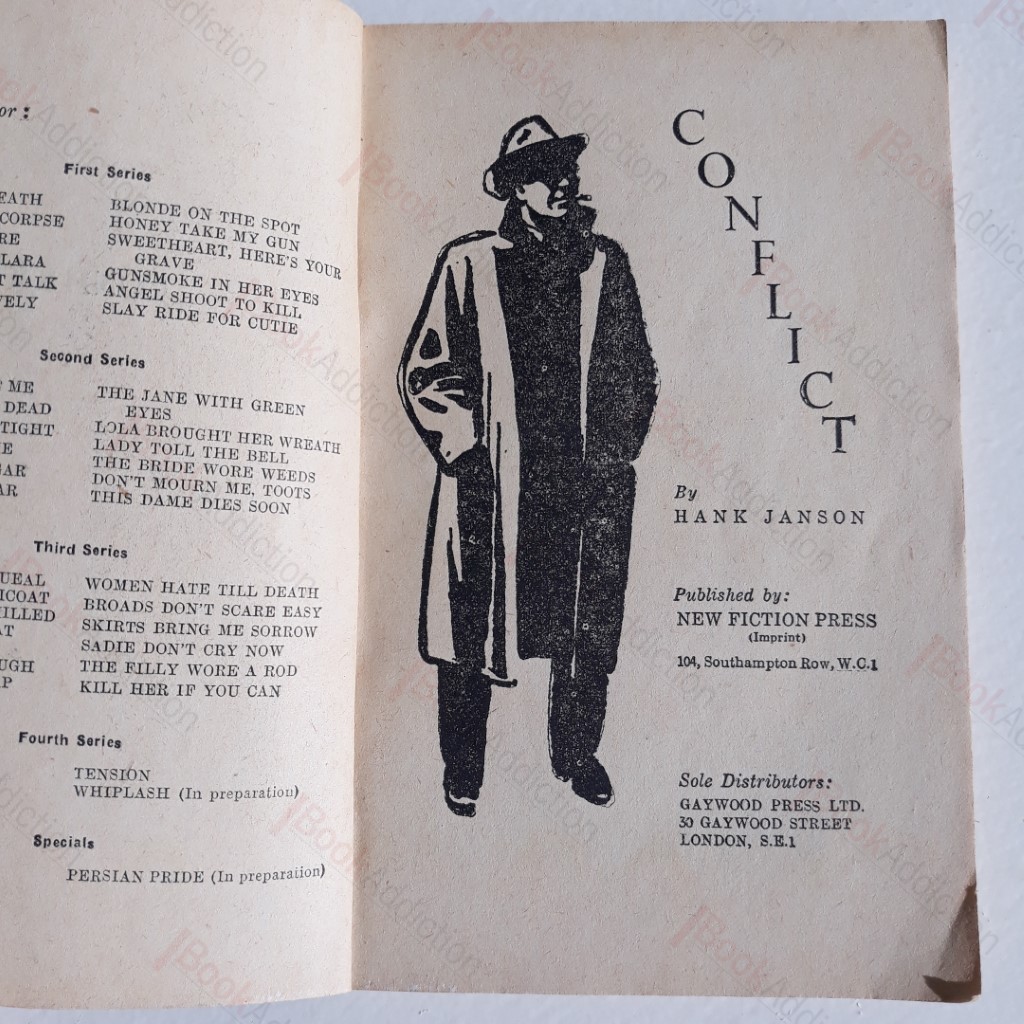 or :
First Series
EATH
CORPSE
RE
LARA
T TALK
VELY
BLONDE ON THE SPOT
HONEY TAKE MY GUN
SWEETHEART, HERE'S YOUR
GRAVE
GUNSMOKE IN HER EYES
ANGEL SHOOT TO KILL
SLAY RIDE FOR CUTIE
Second Series
ME
DEAD
TIGHT
E
GAR
AR
THE JANE WITH GREEN
EYES
LOLA BROUGHT HER WREATH
LADY TOLL THE BELL
THE BRIDE WORE WEEDS
DON'T MOURN ME, TOOTS
THIS DAME DIES SOON
Third Series
UEAL
ICOAT
HILLED
AT
UGH
AP
WOMEN HATE TILL DEATH
BROADS DON'T SCARE EASY
SKIRTS BRING ME SORROW
SADIE DON'T CRY NOW
THE FILLY WORE A ROD
KILL HER IF YOU CAN
Fourth Series
TENSION
WHIPLASH (In preparation)
Specials
PERSIAN PRIDE (In preparation)
CONFLICT
By
HANK JANSON
Published by:
NEW FICTION PRESS
(Imprint)
104, Southampton Row, W.C.1
Sole Distributors:
GAYWOOD PRESS LTD.
30 GAYWOOD STREET
LONDON, S.E.1
BookAddiction